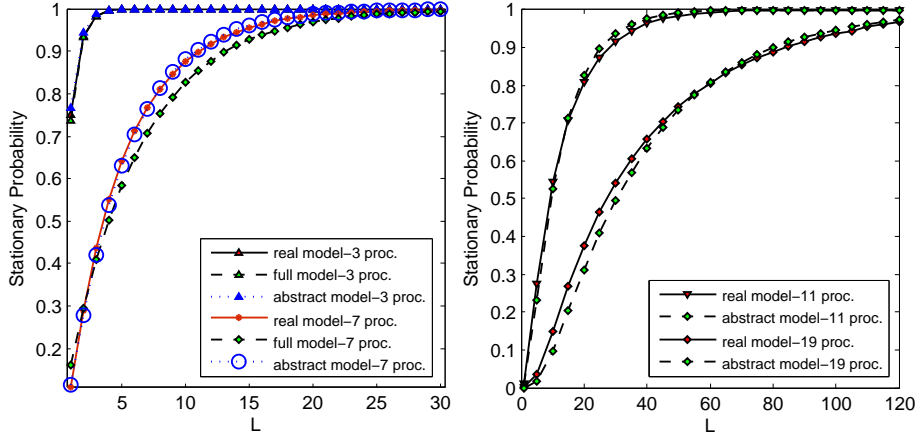 1
0.9
0.8
0.7
0.6
0.5
0.4
0.3
0.2
5 10 15 20 25 30
L
Stationary Probability
real model−3 proc.
full model−3 proc.
abstract model−3 proc.
real model−7 proc.
full model−7 proc.
abstract model−7 proc.
1
0.9
0.8
0.7
0.6
0.5
0.4
0.3
0.2
0.1
0
0 20 40 60 80 100 120
L
Stationary Probability
real model−11 proc.
abstract model−11 proc.
real model−19 proc.
abstract model−19 proc.